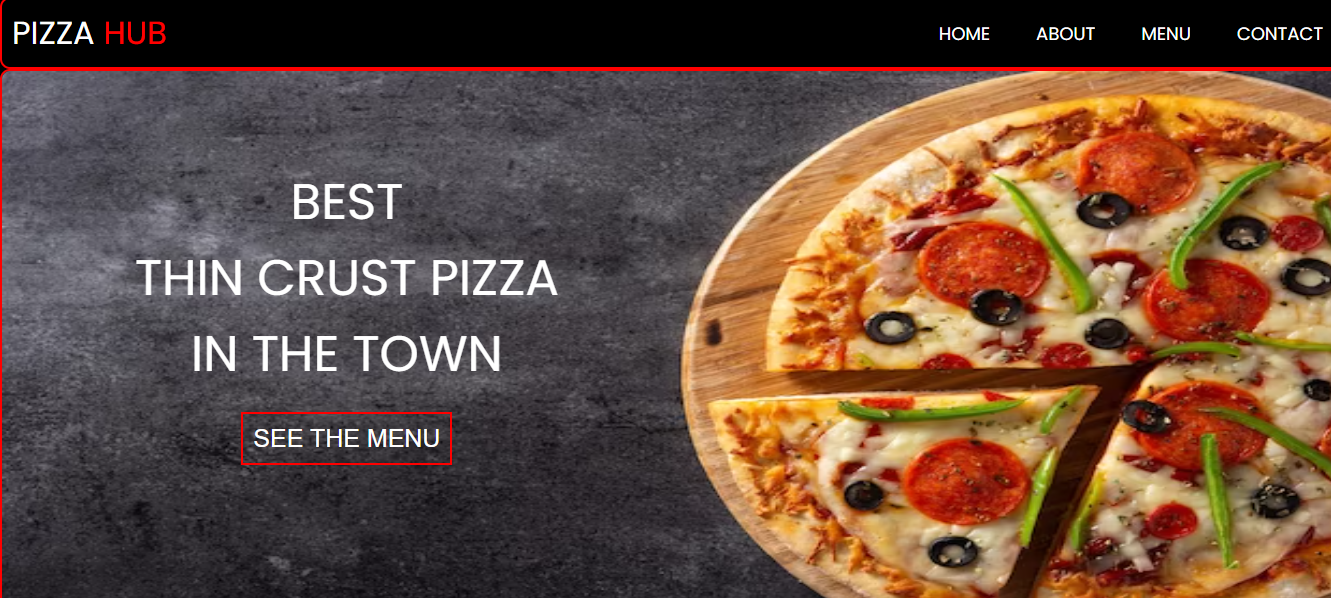 PIZZA HUB
HOME ABOUT MENU CONTACT
BEST
THIN CRUST PIZZA
IN THE TOWN
SEE THE MENU